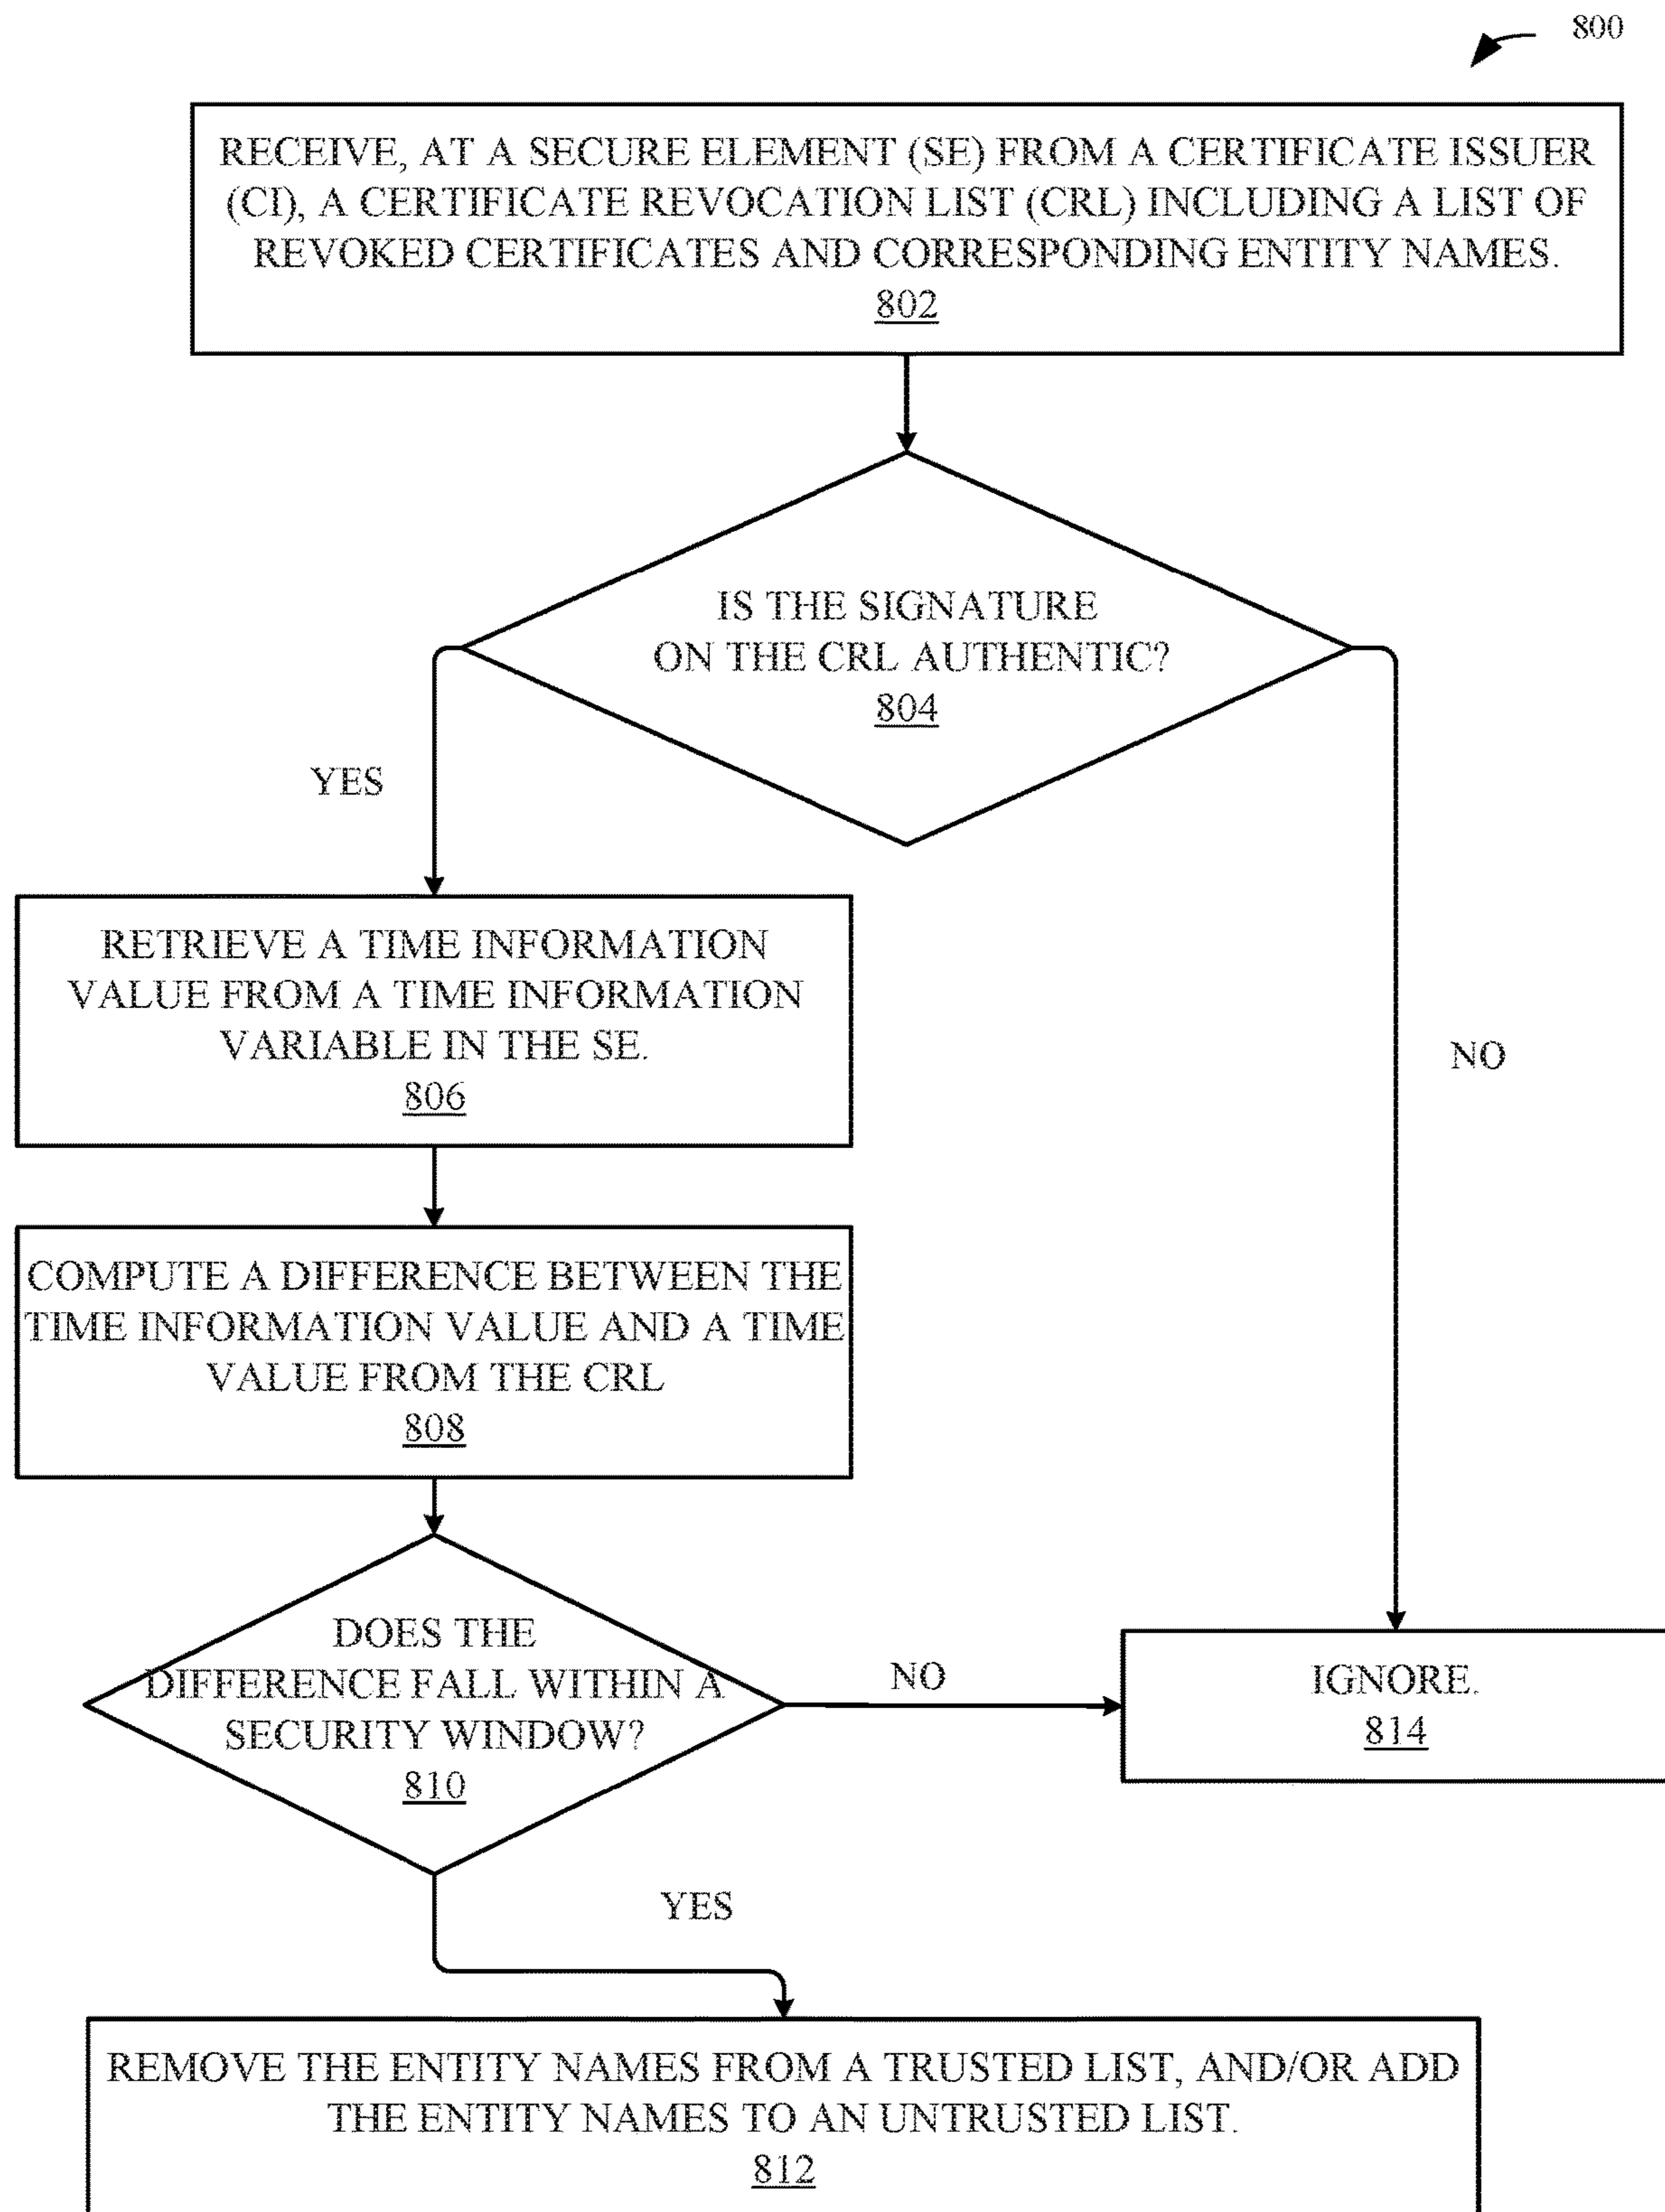 800
RECEIVE, AT A SECURE ELEMENT (SE) FROM A CERTIFICATE ISSUER
(CI), A CERTIFICATE REVOCATION LIST (CRL) INCLUDING A LIST OF
REVOKED CERTIFICATES AND CORRESPONDING ENTITY NAMES.
802
IS THE SIGNATURE
ON THE CRL AUTHENTIC?
804
YES
NO
RETRIEVE A TIME INFORMATION
VALUE FROM A TIME INFORMATION
VARIABLE IN THE SE.
806
COMPUTE A DIFFERENCE BETWEEN THE
TIME INFORMATION VALUE AND A TIME
VALUE FROM THE CRL
808
DOES THE
DIFFERENCE FALL WITHIN A
SECURITY WINDOW?
810
NO
IGNORE.
814
YES
REMOVE THE ENTITY NAMES FROM A TRUSTED LIST, AND/OR ADD
THE ENTITY NAMES TO AN UNTRUSTED LIST.
812